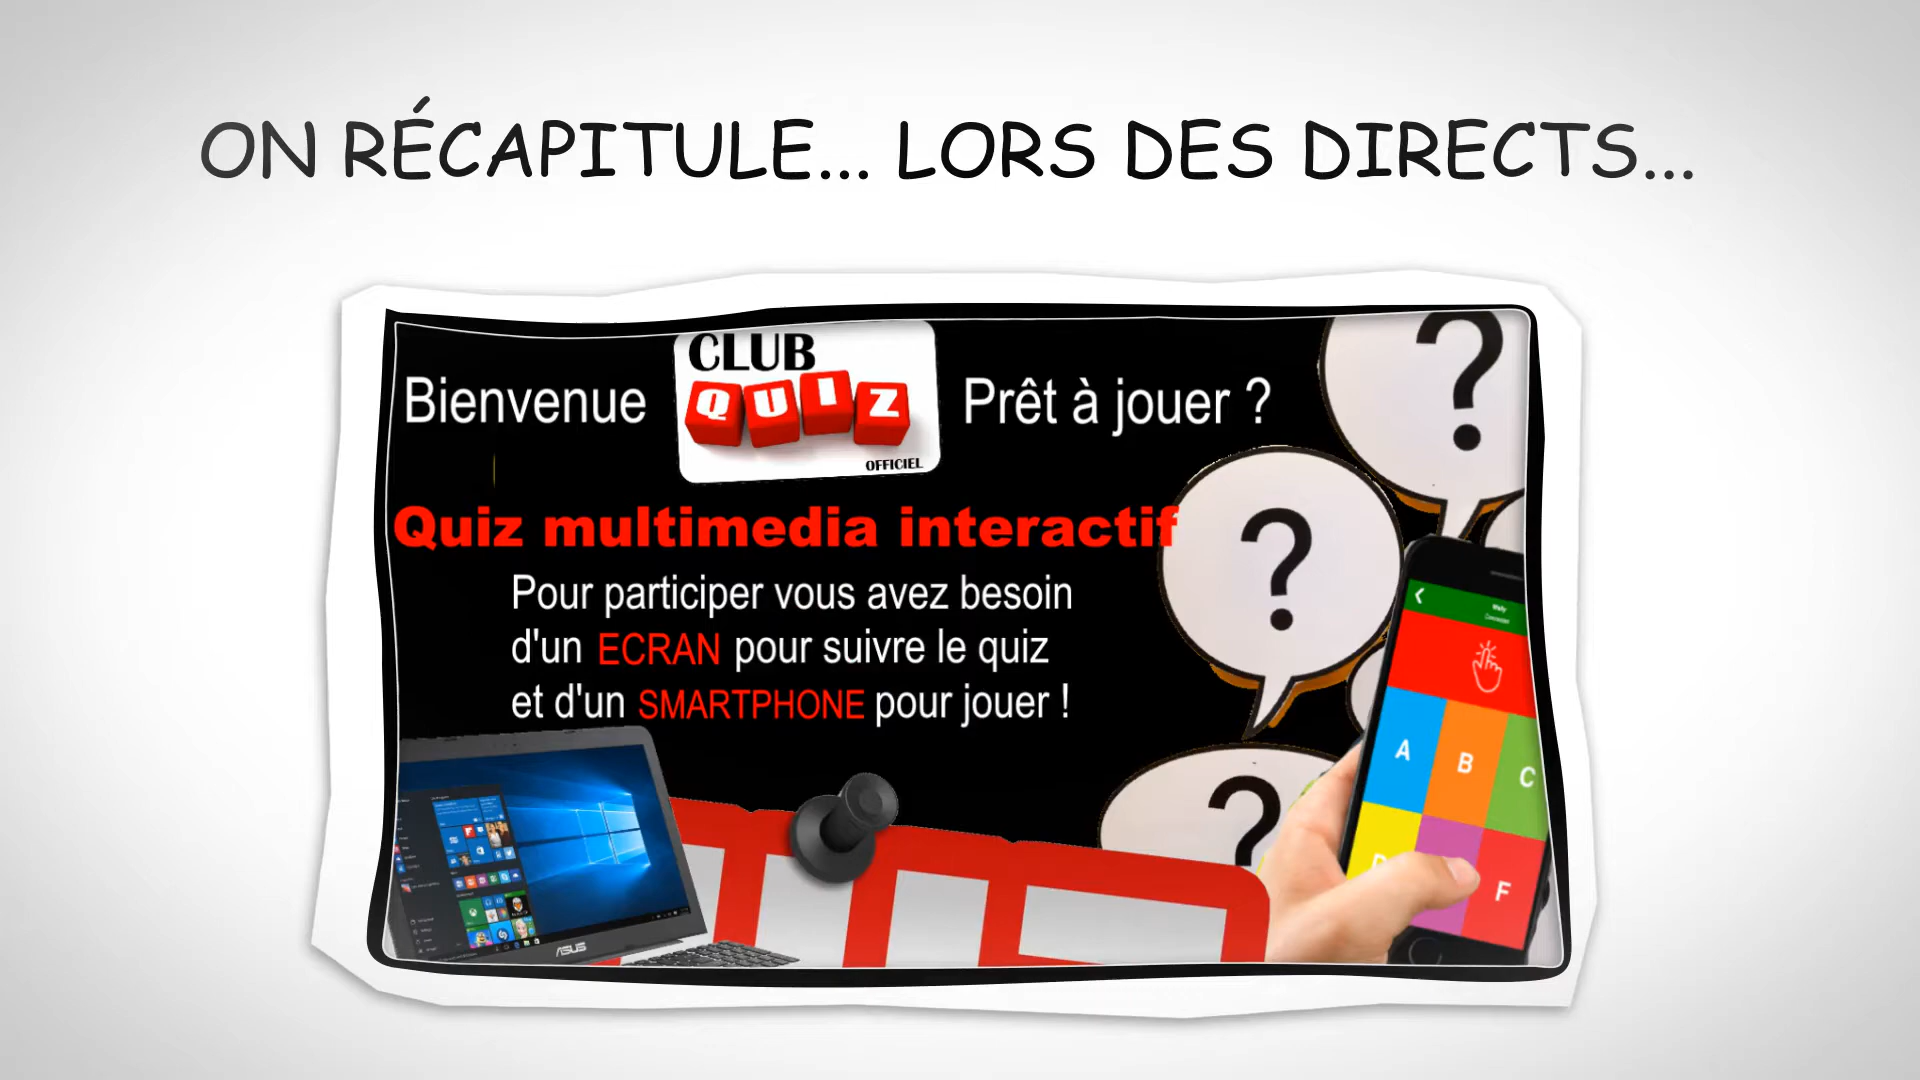 ON RÉCAPITULE... LORS DES DIRECTS...
CLUB
Bienvenue QUIZ Prêt à jouer ?
OFFICIEL
Quiz multimedia interactif
Pour participer vous avez besoin
d'un ECRAN pour suivre le quiz
et d'un SMARTPHONE pour jouer !
A B C
F
ASUS
?
?
?